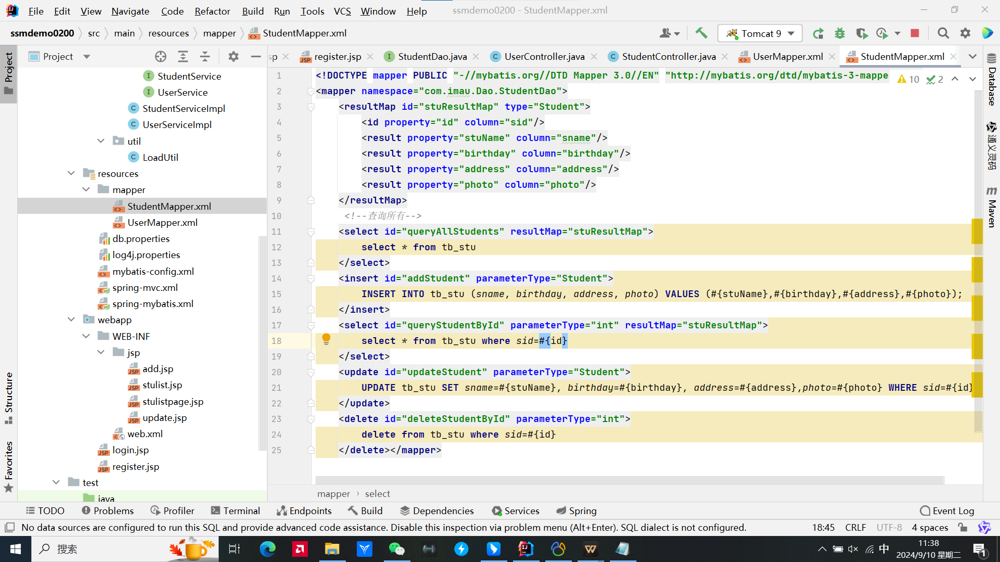 File Edit View Navigate Code Refactor Build Run Tools VCS Window Help ssmdemo0200 - StudentMapper.xml
ssmdemo0200 src main resources mapper StudentMapper.xml Tomcat 9
Project sp register.jsp StudentDao.java UserController.java StudentController.java UserMapper.xml StudentMapper.xml
Project
Structure
Favorites
StudentService
UserService
StudentServiceImpl
UserServiceImpl
util
LoadUtil
resources
mapper
StudentMapper.xml
UserMapper.xml
db.properties
log4j.properties
mybatis-config.xml
spring-mvc.xml
spring-mybatis.xml
webapp
WEB-INF
jsp
add.jsp
stulist.jsp
stulistpage.jsp
update.jsp
web.xml
login.jsp
register.jsp
test
java
1 <!DOCTYPE mapper PUBLIC "-//mybatis.org//DTD Mapper 3.0//EN" "http://mybatis.org/dtd/mybatis-3-mappe 10 2
2 <mapper namespace="com.imau.Dao.StudentDao">
3 <resultMap id="stuResultMap" type="Student">
4 <id property="id" column="sid"/>
5 <result property="stuName" column="sname"/>
6 <result property="birthday" column="birthday"/>
7 <result property="address" column="address"/>
8 <result property="photo" column="photo"/>
9 </resultMap>
10 <!--查询所有-->
11 <select id="queryAllStudents" resultMap="stuResultMap">
12 select * from tb_stu
13 </select>
14 <insert id="addStudent" parameterType="Student">
15 INSERT INTO tb_stu (sname, birthday, address, photo) VALUES (#{stuName},#{birthday},#{address},#{photo});
16 </insert>
17 <select id="queryStudentById" parameterType="int" resultMap="stuResultMap">
18 select * from tb_stu where sid=#{id}
19 </select>
20 <update id="updateStudent" parameterType="Student">
21 UPDATE tb_stu SET sname=#{stuName}, birthday=#{birthday}, address=#{address},photo=#{photo} WHERE sid=#{id}
22 </update>
23 <delete id="deleteStudentById" parameterType="int">
24 delete from tb_stu where sid=#{id}
25 </delete></mapper>
Database
通义灵码
Maven
mapper select
TODO Problems Profiler Terminal Endpoints Build Dependencies Services Spring Event Log
No data sources are configured to run this SQL and provide advanced code assistance. Disable this inspection via problem menu (Alt+Enter). SQL dialect is not configured. 18:45 CRLF UTF-8 4 spaces
搜索 中 11:38
2024/9/10 星期二 1